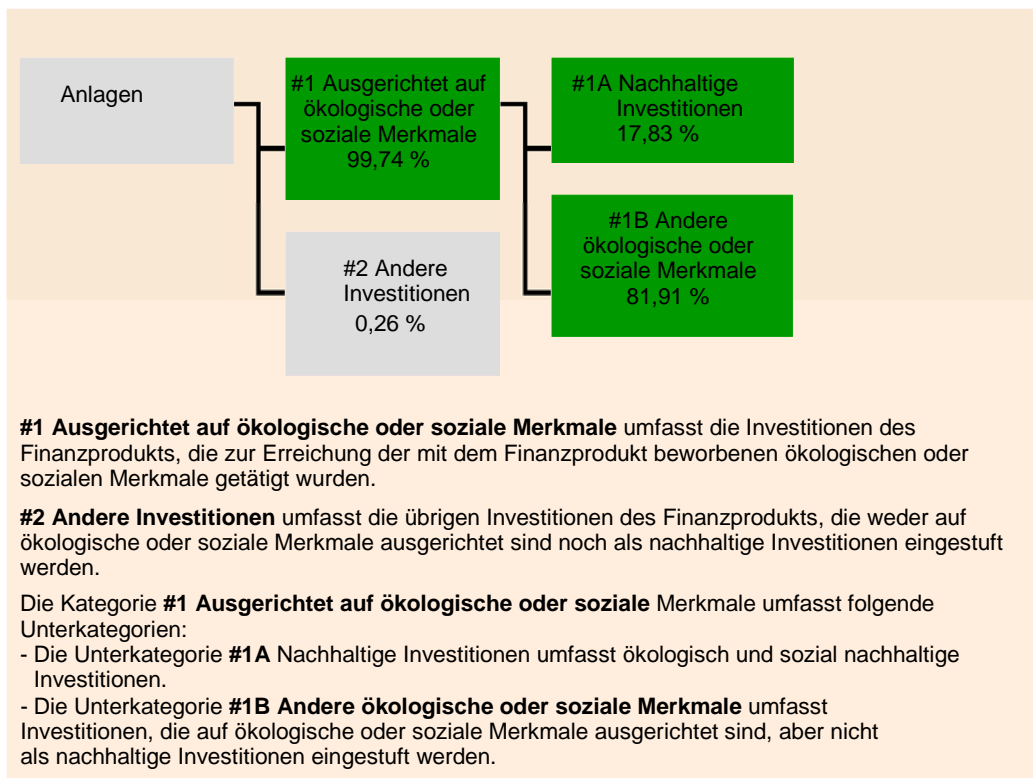 Anlagen
#1 Ausgerichtet auf
ökologische oder
soziale Merkmale
99,74 %
#2 Andere
Investitionen
0,26 %
#1A Nachhaltige
Investitionen
17,83 %
#1B Andere
ökologische oder
soziale Merkmale
81,91 %
#1 Ausgerichtet auf ökologische oder soziale Merkmale umfasst die Investitionen des
Finanzprodukts, die zur Erreichung der mit dem Finanzprodukt beworbenen ökologischen oder
sozialen Merkmale getätigt wurden.
#2 Andere Investitionen umfasst die übrigen Investitionen des Finanzprodukts, die weder auf
ökologische oder soziale Merkmale ausgerichtet sind noch als nachhaltige Investitionen eingestuft
werden.
Die Kategorie #1 Ausgerichtet auf ökologische oder soziale Merkmale umfasst folgende
Unterkategorien:
- Die Unterkategorie #1A Nachhaltige Investitionen umfasst ökologisch und sozial nachhaltige
Investitionen.
- Die Unterkategorie #1B Andere ökologische oder soziale Merkmale umfasst
Investitionen, die auf ökologische oder soziale Merkmale ausgerichtet sind, aber nicht
als nachhaltige Investitionen eingestuft werden.